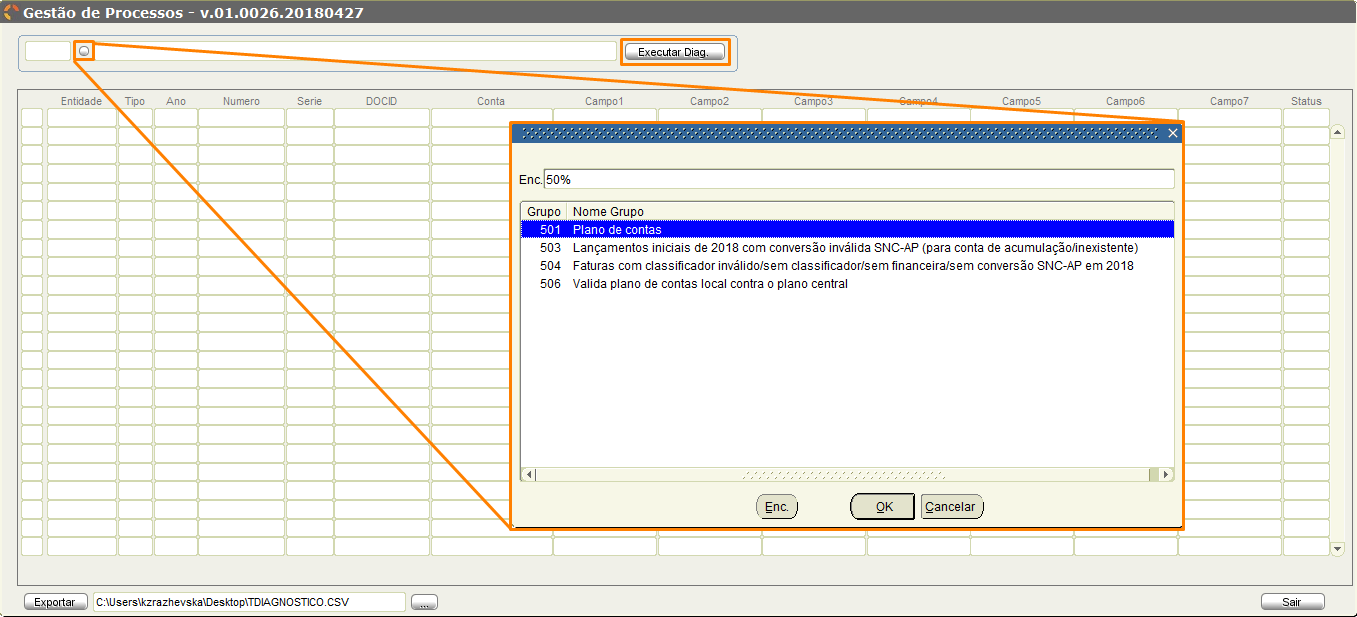 Gestão de Processos - v.01.0026.20180427
Executar Diag.
Entidade Tipo Ano Numero Serie DOCID Conta Campo1 Campo2 Campo3 Campo4 Campo5 Campo6 Campo7 Status
Enc. 50%
Grupo Nome Grupo
501 Plano de contas
503 Lançamentos iniciais de 2018 com conversão inválida SNC-AP (para conta de acumulação/inexistente)
504 Faturas com classificador inválido/sem classificador/sem financeira/sem conversão SNC-AP em 2018
506 Valida plano de contas local contra o plano central
Enc. OK Cancelar
Exportar C:\Users\kzrazhevska\Desktop\TDIAGNOSTICO.CSV ... Sair